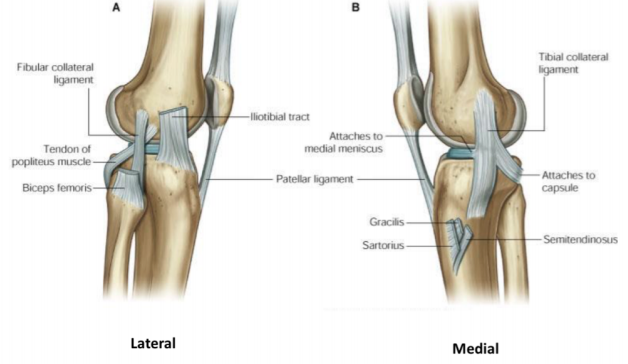 A
B
Fibular collateral
ligament
Iliotibial tract
Tendon of
popliteus muscle
Biceps femoris
Patellar ligament
Tibial collateral
ligament
Attaches to
medial meniscus
Attaches to
capsule
Gracilis
Sartorius
Semitendinosus
Lateral
Medial